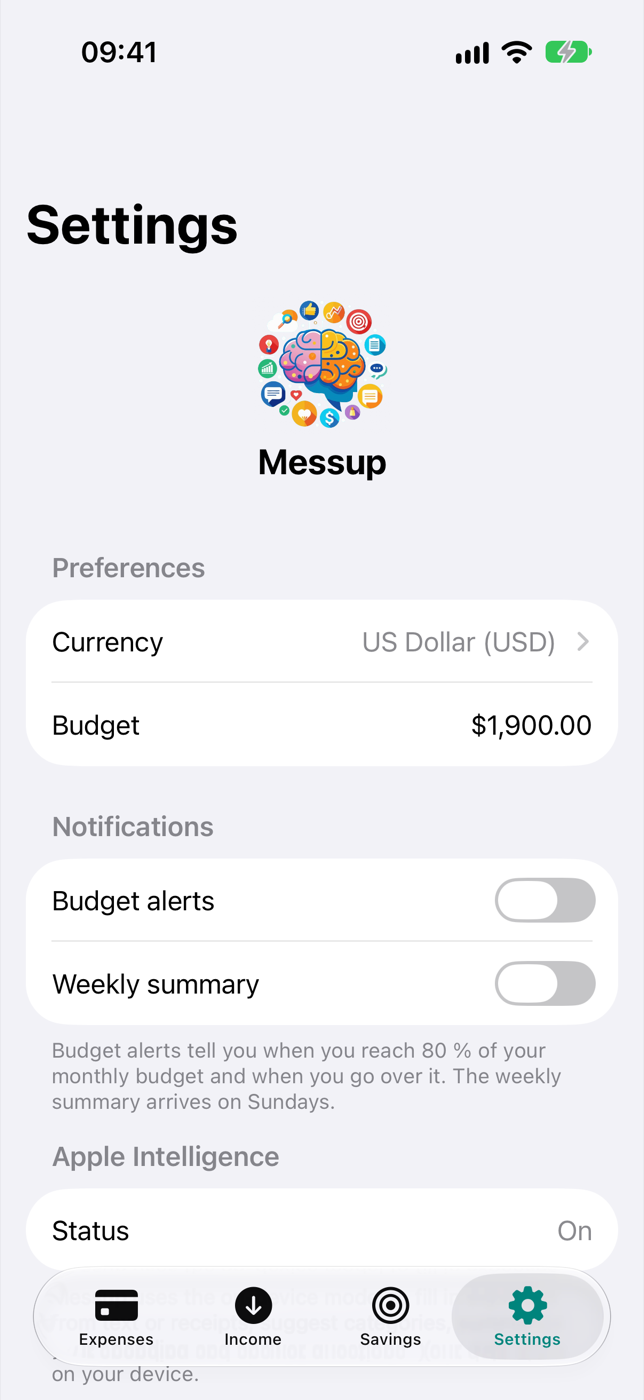 09:41
Settings
Messup
Preferences
Currency US Dollar (USD)
Budget $1,900.00
Notifications
Budget alerts
Weekly summary
Budget alerts tell you when you reach 80 % of your
monthly budget and when you go over it. The weekly
summary arrives on Sundays.
Apple Intelligence
Status On
Expenses Income Savings Settings
on your device.